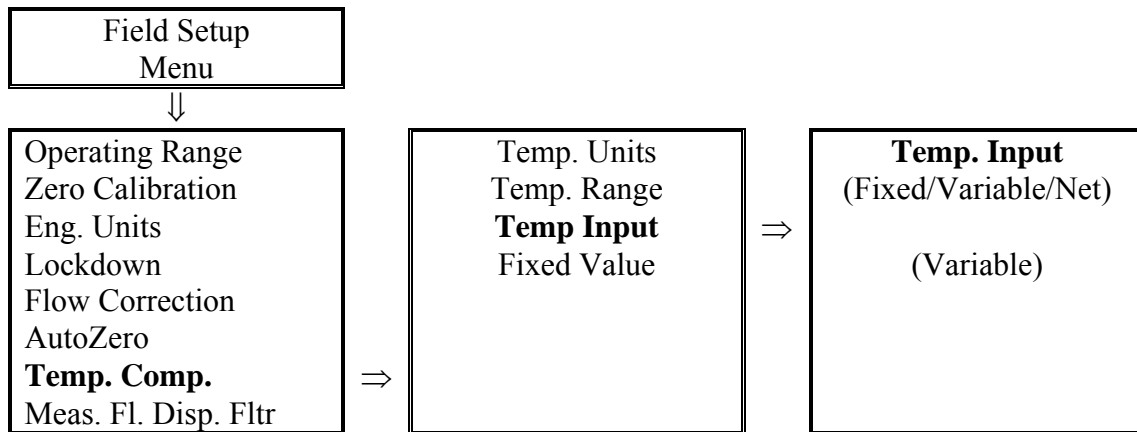 Field Setup
Menu
⇓
Operating Range
Zero Calibration
Eng. Units
Lockdown
Flow Correction
AutoZero
Temp. Comp.
Meas. Fl. Disp. Fltr
⇒
Temp. Units
Temp. Range
Temp Input
Fixed Value
⇒
Temp. Input
(Fixed/Variable/Net)
(Variable)